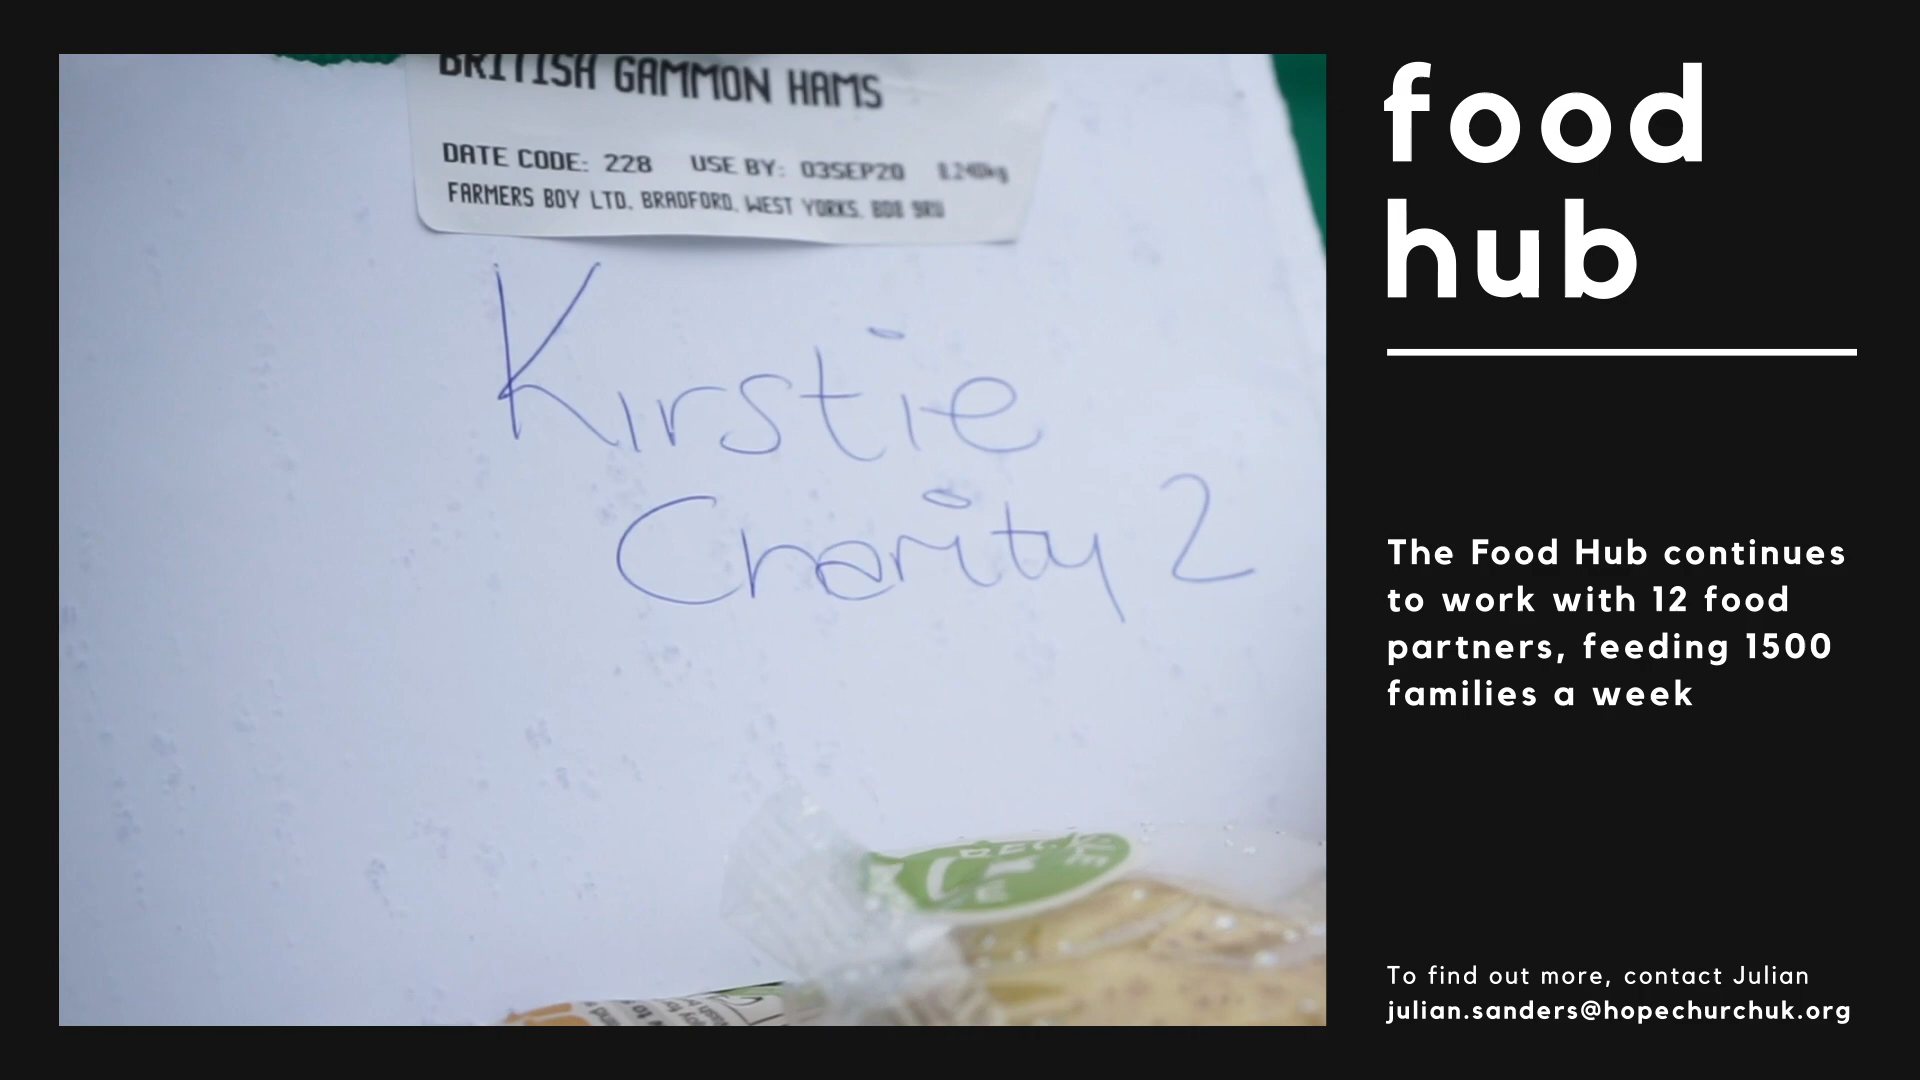 BRITISH GAMMON HAMS
DATE CODE: 228 USE BY: 03SEP20
FARMERS BOY LTD, BRADFORD, WEST YORKS.
Kirstie
Charity 2
food
hub
The Food Hub continues
to work with 12 food
partners, feeding 1500
families a week
To find out more, contact Julian
julian.sanders@hopechurchuk.org